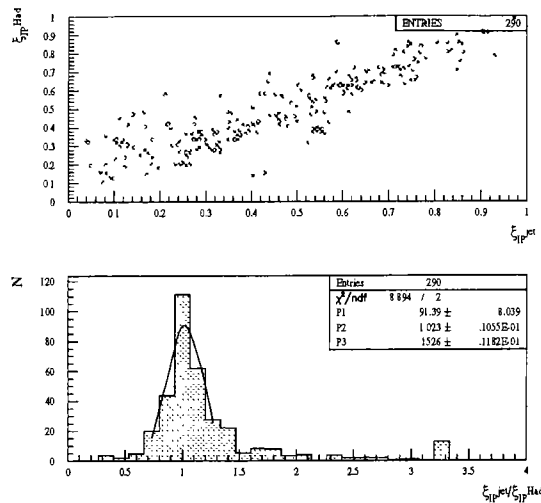 ξIP Had
ENTRIES 290
1
0.9
0.8
0.7
0.6
0.5
0.4
0.3
0.2
0.1
0
0 0 1 0.2 0.3 0.4 0.5 0.6 0.7 0.8 0.9 1
ξIP jet
N
120
100
80
60
40
20
0
Entries 290
χ²/ndf 8 894 / 2
P1 91.39 ± 8.039
P2 1 023 ± .1055E-01
P3 1526 ± .1182E-01
0 0.5 1.0 1.5 2 2.5 3 3.5 4
ξIP jet/ξIP Had